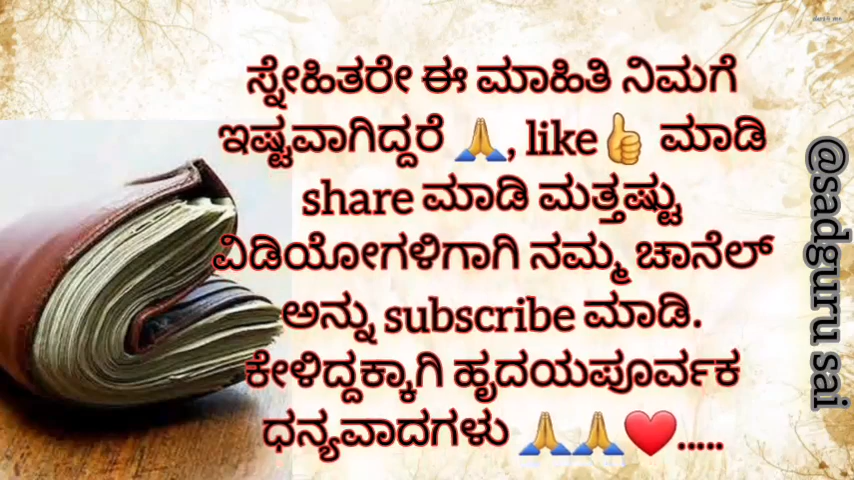 ಸ್ನೇಹಿತರೇ ಈ ಮಾಹಿತಿ ನಿಮಗೆ
ಇಷ್ಟವಾಗಿದ್ದರೆ 🙏, like👍 ಮಾಡಿ
share ಮಾಡಿ ಮತ್ತಷ್ಟು
ವಿಡಿಯೋಗಳಿಗಾಗಿ ನಮ್ಮ ಚಾನೆಲ್
ಅನ್ನು subscribe ಮಾಡಿ.
ಕೇಳಿದ್ದಕ್ಕಾಗಿ ಹೃದಯಪೂರ್ವಕ
ಧನ್ಯವಾದಗಳು 🙏🙏❤️.....
@sadguru sai